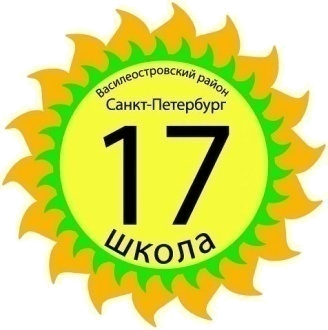 Василеостровский район
Санкт-Петербург
17
школа